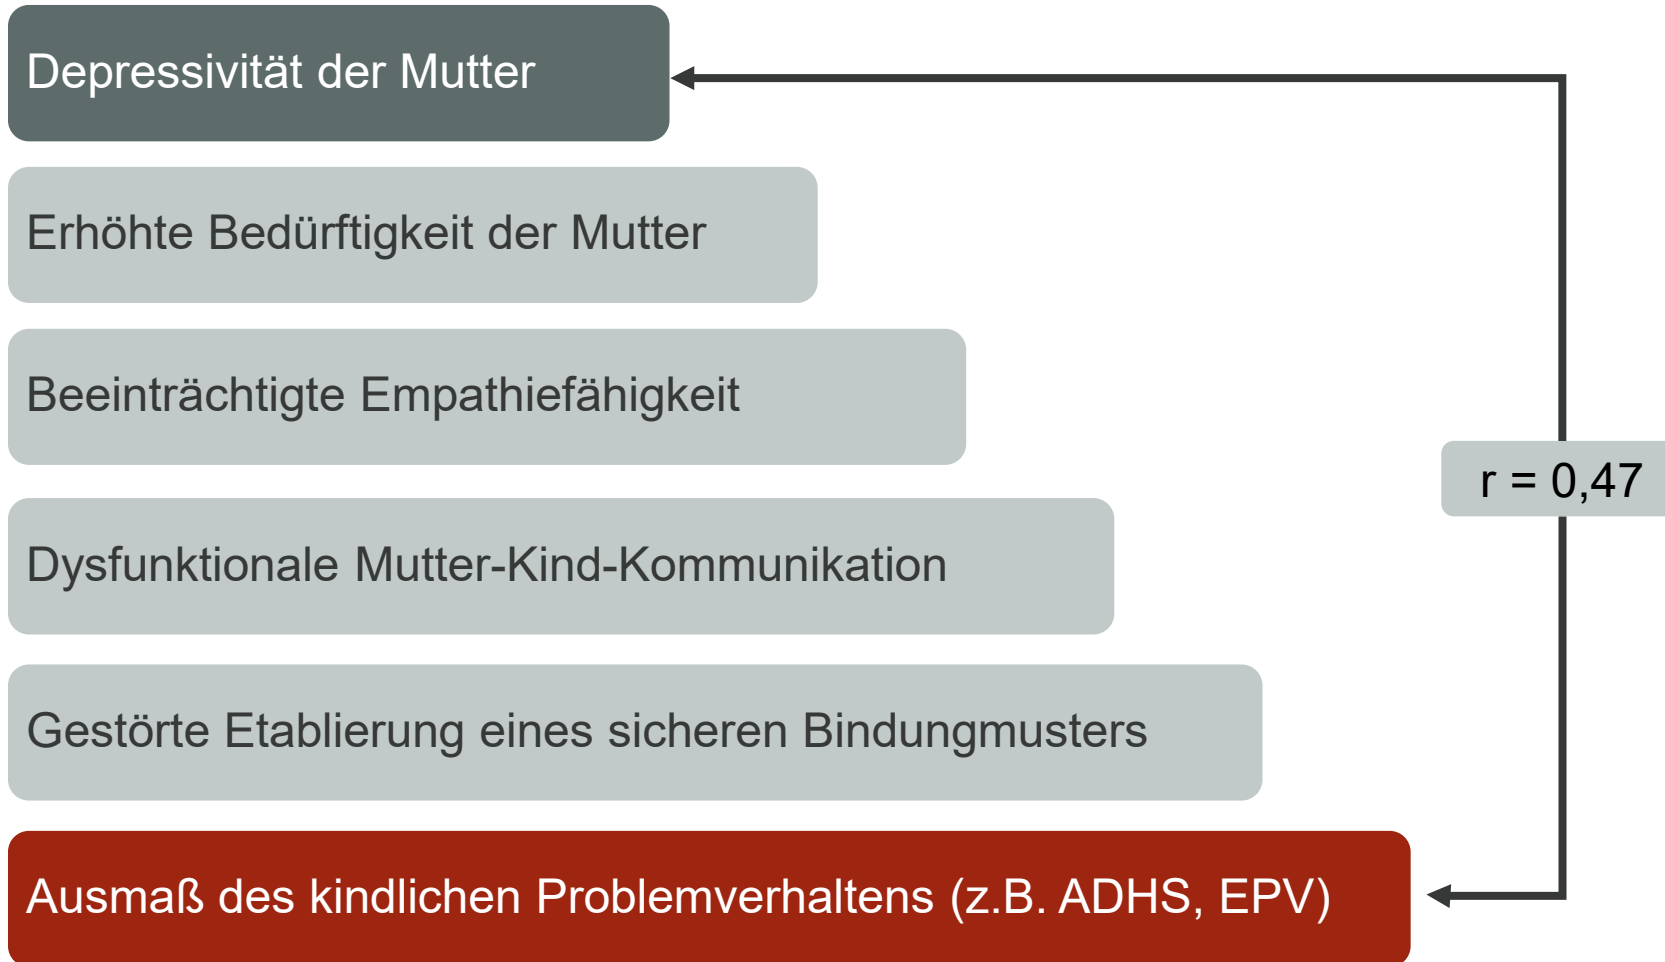 Depressivität der Mutter
Erhöhte Bedürftigkeit der Mutter
Beeinträchtigte Empathiefähigkeit
r = 0,47
Dysfunktionale Mutter-Kind-Kommunikation
Gestörte Etablierung eines sicheren Bindungmusters
Ausmaß des kindlichen Problemverhaltens (z.B. ADHS, EPV)